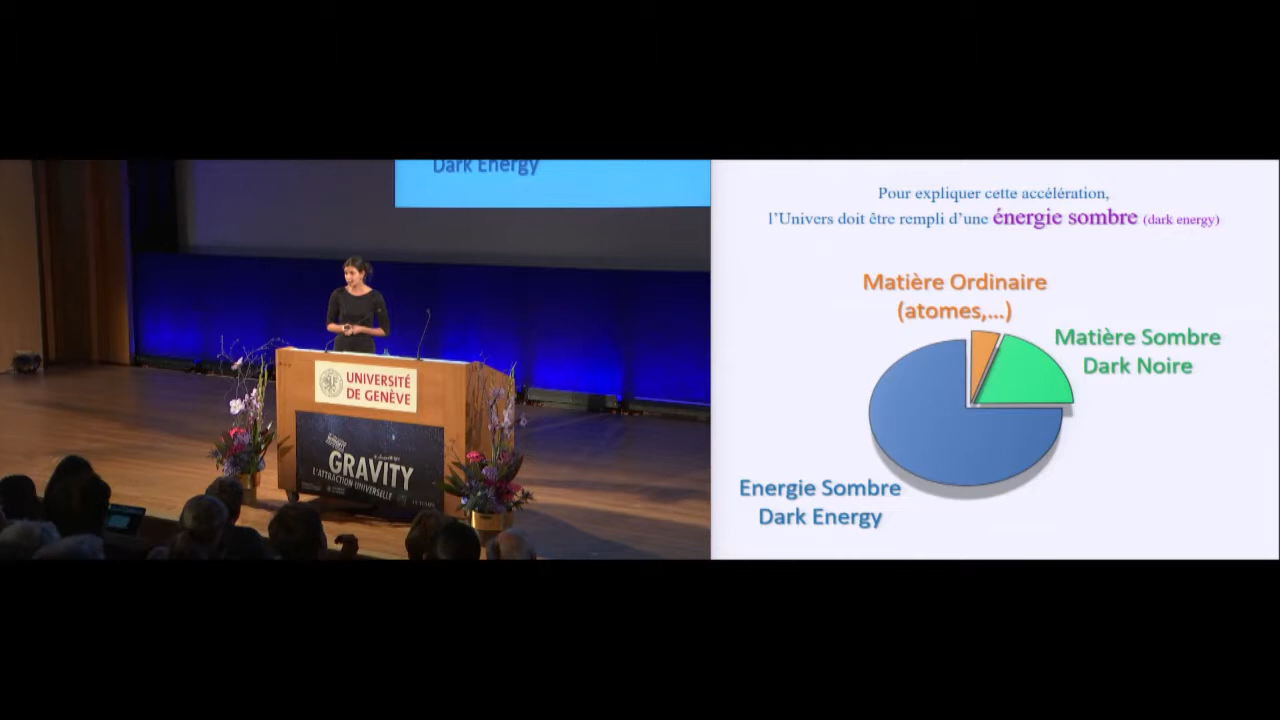 Dark Energy
UNIVERSITÉ
DE GENÈVE
GRAVITY
L'ATTRACTION UNIVERSELLE
Pour expliquer cette accélération,
l'Univers doit être rempli d'une énergie sombre (dark energy)
Matière Ordinaire
(atomes,...)
Matière Sombre
Dark Noire
Energie Sombre
Dark Energy